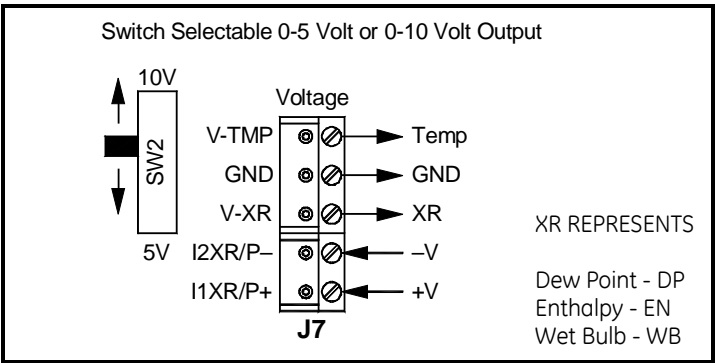 Switch Selectable 0-5 Volt or 0-10 Volt Output
10V
SW2
5V
Voltage
V-TMP Temp
GND GND
V-XR XR
I2XR/P– –V
I1XR/P+ +V
J7
XR REPRESENTS
Dew Point - DP
Enthalpy - EN
Wet Bulb - WB